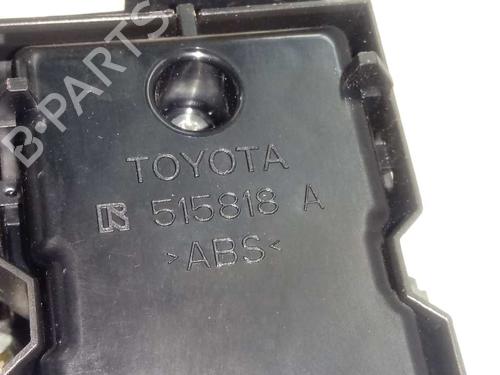 B-PARTS
TOYOTA
R 515818 A
>ABS<